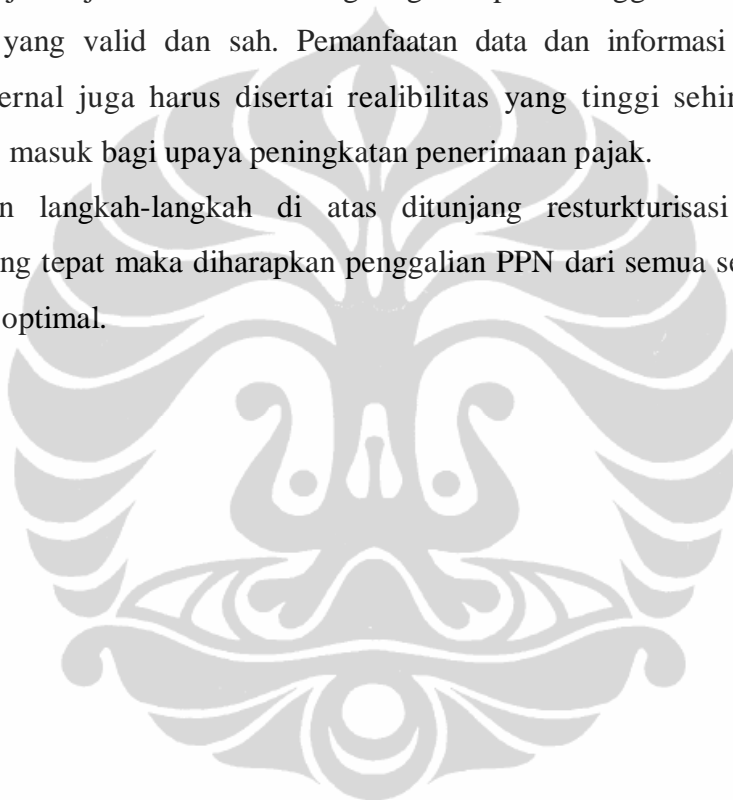 yang valid dan sah. Pemanfaatan data dan informasi
ernal juga harus disertai realibilitas yang tinggi sehin
masuk bagi upaya peningkatan penerimaan pajak.
n langkah-langkah di atas ditunjang resturkturisasi
ng tepat maka diharapkan penggalian PPN dari semua se
optimal.